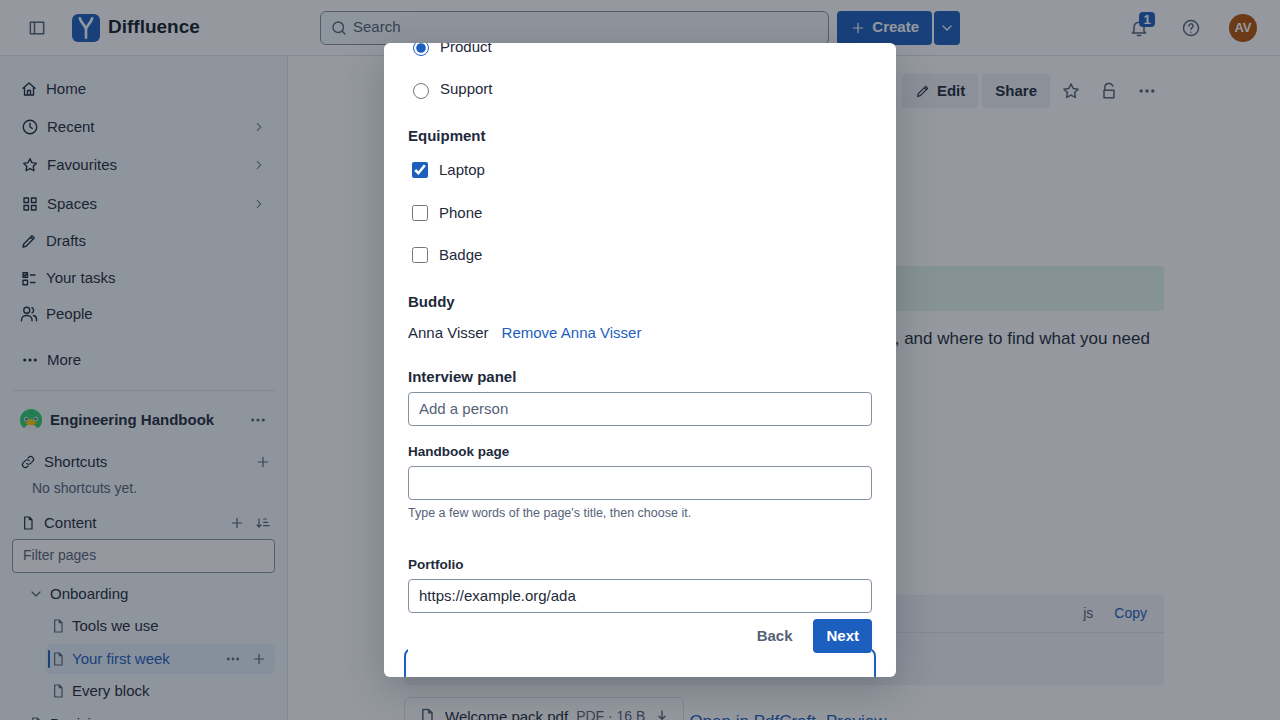 Diffluence
Search
Create
1
AV
Home
Recent
Favourites
Spaces
Drafts
Your tasks
People
More
Engineering Handbook
Shortcuts
No shortcuts yet.
Content
Filter pages
Onboarding
Tools we use
Your first week
Every block
Edit
Share
, and where to find what you need
js
Copy
Welcome pack.pdf PDF · 16 B
Open in PdfCraft Preview
Product
Support
Equipment
Laptop
Phone
Badge
Buddy
Anna Visser Remove Anna Visser
Interview panel
Add a person
Handbook page
Type a few words of the page's title, then choose it.
Portfolio
https://example.org/ada
Back
Next